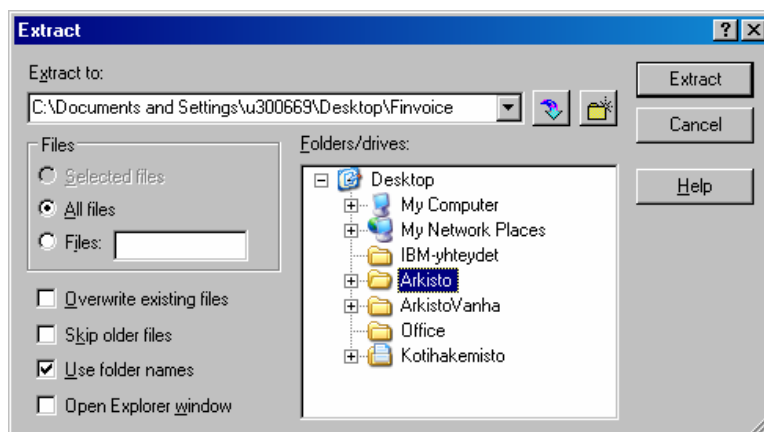 Extract
Extract to:
C:\Documents and Settings\u300669\Desktop\Finvoice
Files
Selected files
All files
Files:
Overwrite existing files
Skip older files
Use folder names
Open Explorer window
Folders/drives:
Desktop
My Computer
My Network Places
IBM-yhteydet
Arkisto
ArkistoVanha
Office
Kotihakemisto
Extract
Cancel
Help